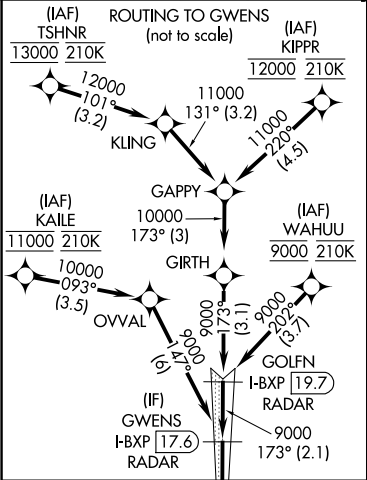 ROUTING TO GWENS
(not to scale)
(IAF)
TSHNR
13000 210K
(IAF)
KIPPR
12000 210K
12000
101°
(3.2)
11000
131° (3.2)
KLING
11000
220°
(4.5)
GAPPY
10000
173° (3)
(IAF)
KAILE
11000 210K
(IAF)
WAHUU
9000 210K
GIRTH
10000
093°
(3.5)
OVVAL
9000
147°
(6)
9000
173°
(3.1)
9000
202°
(3.7)
GOLFN
I-BXP 19.7
RADAR
(IF)
GWENS
I-BXP 17.6
RADAR
9000
173° (2.1)